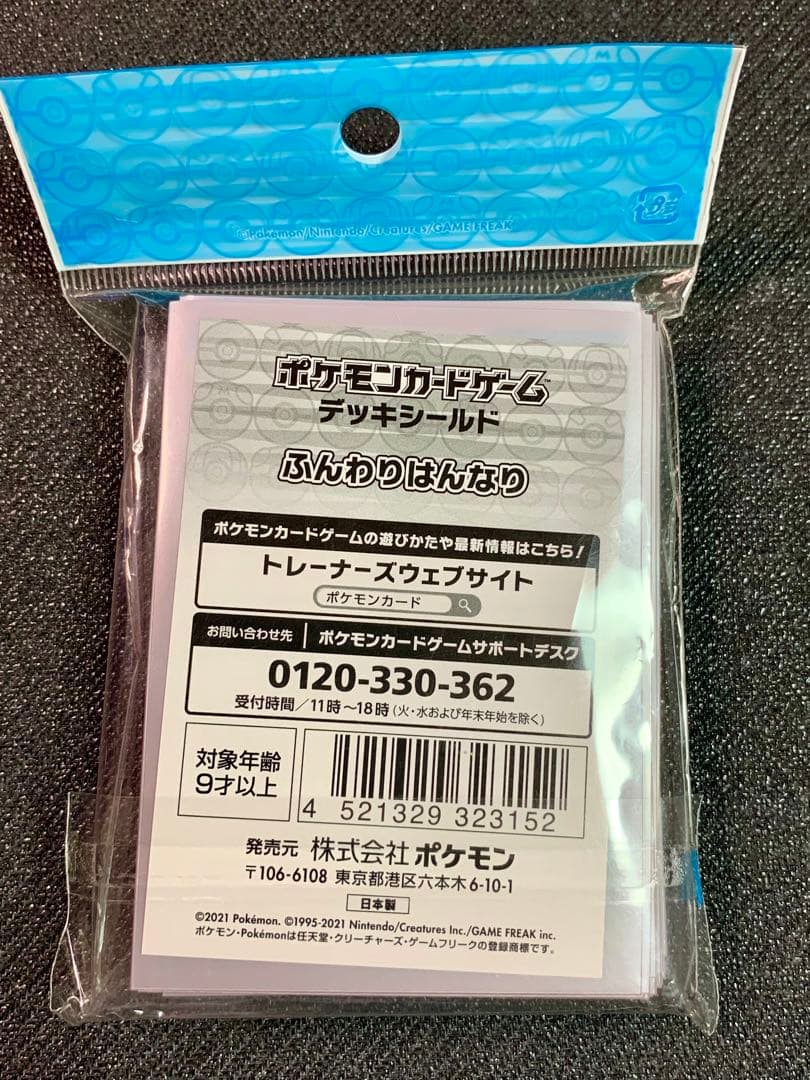 ©Pokémon/Nintendo/Creatures/GAME FREAK
ポケモンカードゲーム™
デッキシールド
ふんわりはんなり
ポケモンカードゲームの遊びかたや最新情報はこちら!
トレーナーズウェブサイト
ポケモンカード
お問い合わせ先 ポケモンカードゲームサポートデスク
0120-330-362
受付時間/11時~18時(火・水および年末年始を除く)
対象年齢
9才以上
4 521329 323152
発売元 株式会社ポケモン
〒106-6108 東京都港区六本木6-10-1
日本製
©2021 Pokémon. ©1995-2021 Nintendo/Creatures Inc./GAME FREAK inc.
ポケモン・Pokémonは任天堂・クリーチャーズ・ゲームフリークの登録商標です。